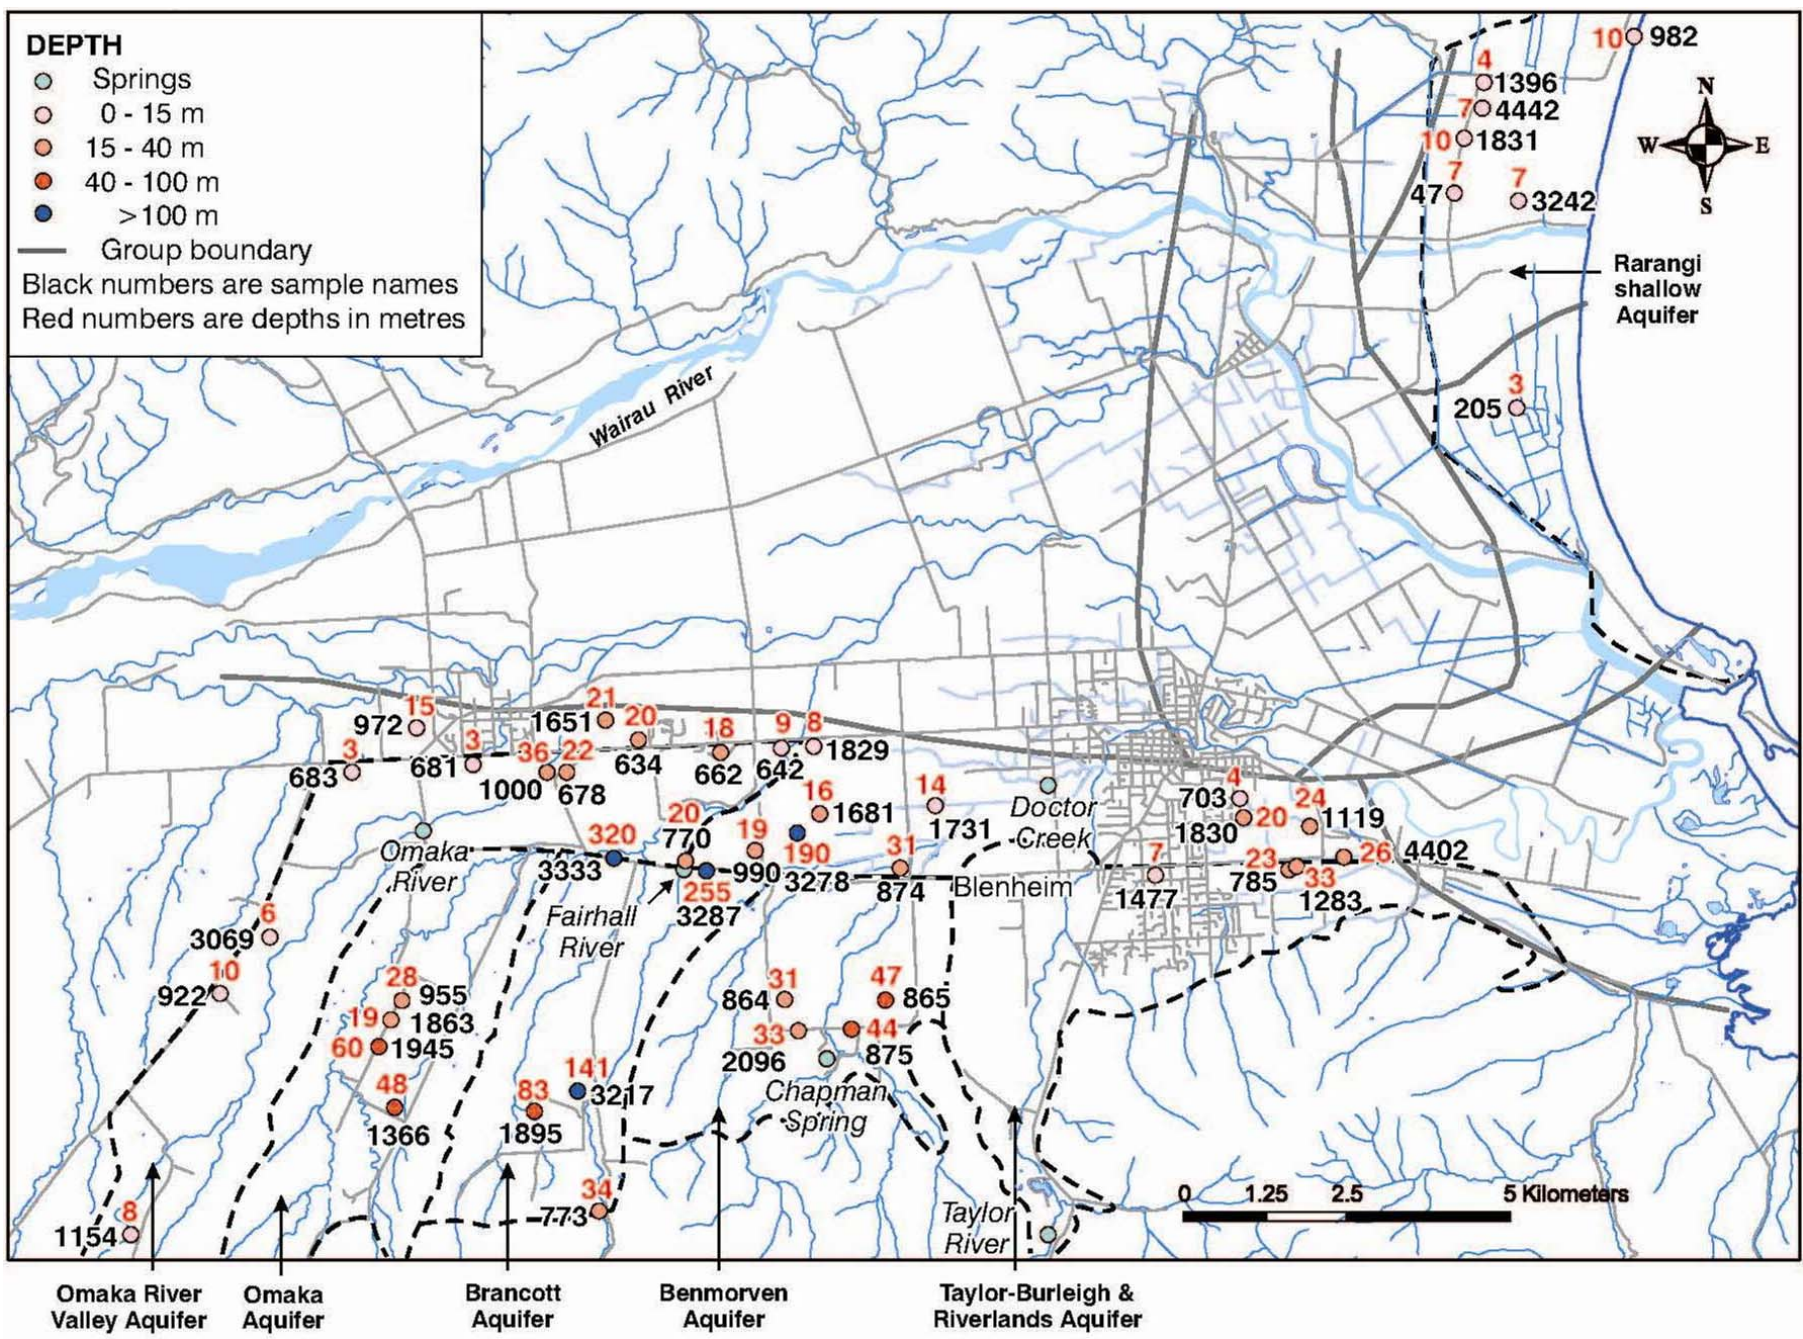 DEPTH
Springs
0 - 15 m
15 - 40 m
40 - 100 m
>100 m
Group boundary
Black numbers are sample names
Red numbers are depths in metres
10 982
4
1396
7 4442
10 1831
N
W E
S
7
47
7
3242
Rarangi
shallow
Aquifer
Wairau River
3
205
15
972
3
683
3
681
21
1651
20
634
36
1000
22
678
18
662
9
642
8
1829
16
1681
14
1731
Doctor
Creek
4
703
1830 20
24
1119
Omaka
River
320
3333
20
770
19
990
190
3278
255
3287
31
874
Blenheim
7
1477
23
785
33
1283
26 4402
Fairhall
River
6
3069
10
922
28
955
19
1863
60 1945
48
1366
83
1895
141
3217
31
864
33
2096
47
865
44
875
Chapman
Spring
34
773
8
1154
Taylor
River
0 1.25 2.5 5 Kilometers
Omaka River
Valley Aquifer
Omaka
Aquifer
Brancott
Aquifer
Benmorven
Aquifer
Taylor-Burleigh &
Riverlands Aquifer